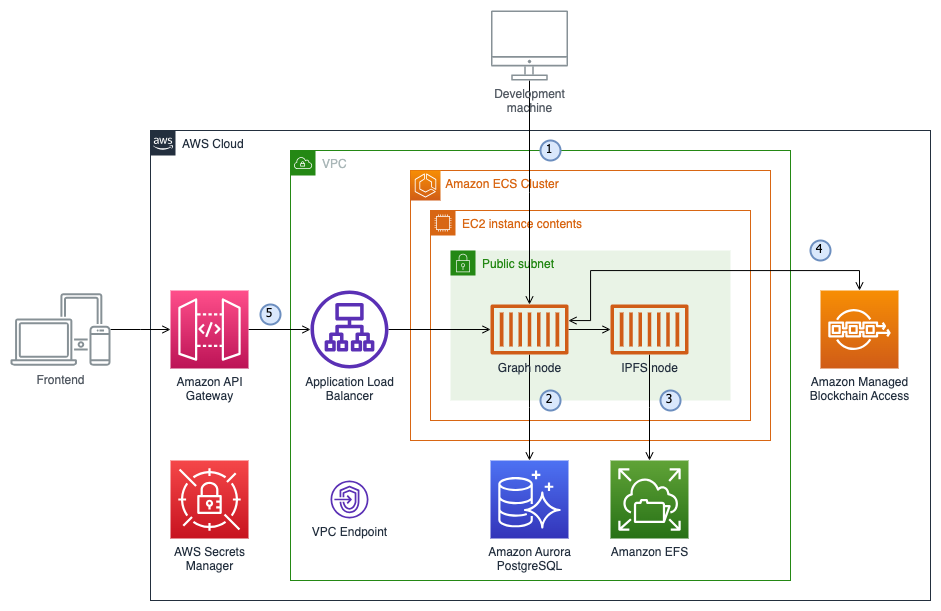 Development
machine
aws
AWS Cloud
1
VPC
Amazon ECS Cluster
EC2 instance contents
4
Public subnet
5
Graph node
IPFS node
Frontend
Amazon API
Gateway
Application Load
Balancer
Amazon Managed
Blockchain Access
2
3
VPC Endpoint
AWS Secrets
Manager
Amazon Aurora
PostgreSQL
Amanzon EFS